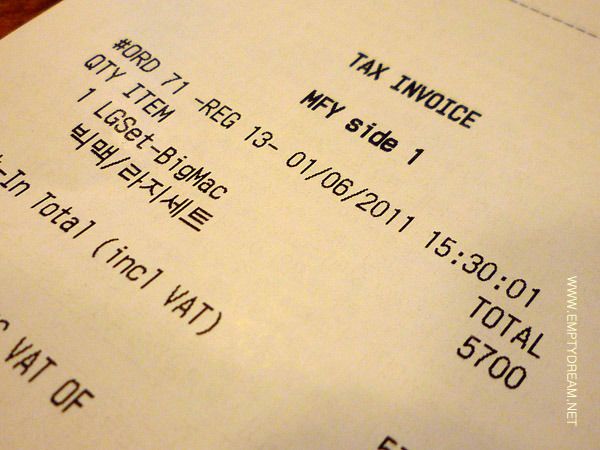 TAX INVOICE
MFY side 1
#ORD 71 -REG 13- 01/06/2011 15:30:01
QTY ITEM TOTAL
1 LGSet-BigMac 5700
빅맥/라지세트
-In Total (incl VAT)
VAT OF
WWW.EMPTYDREAM.NET